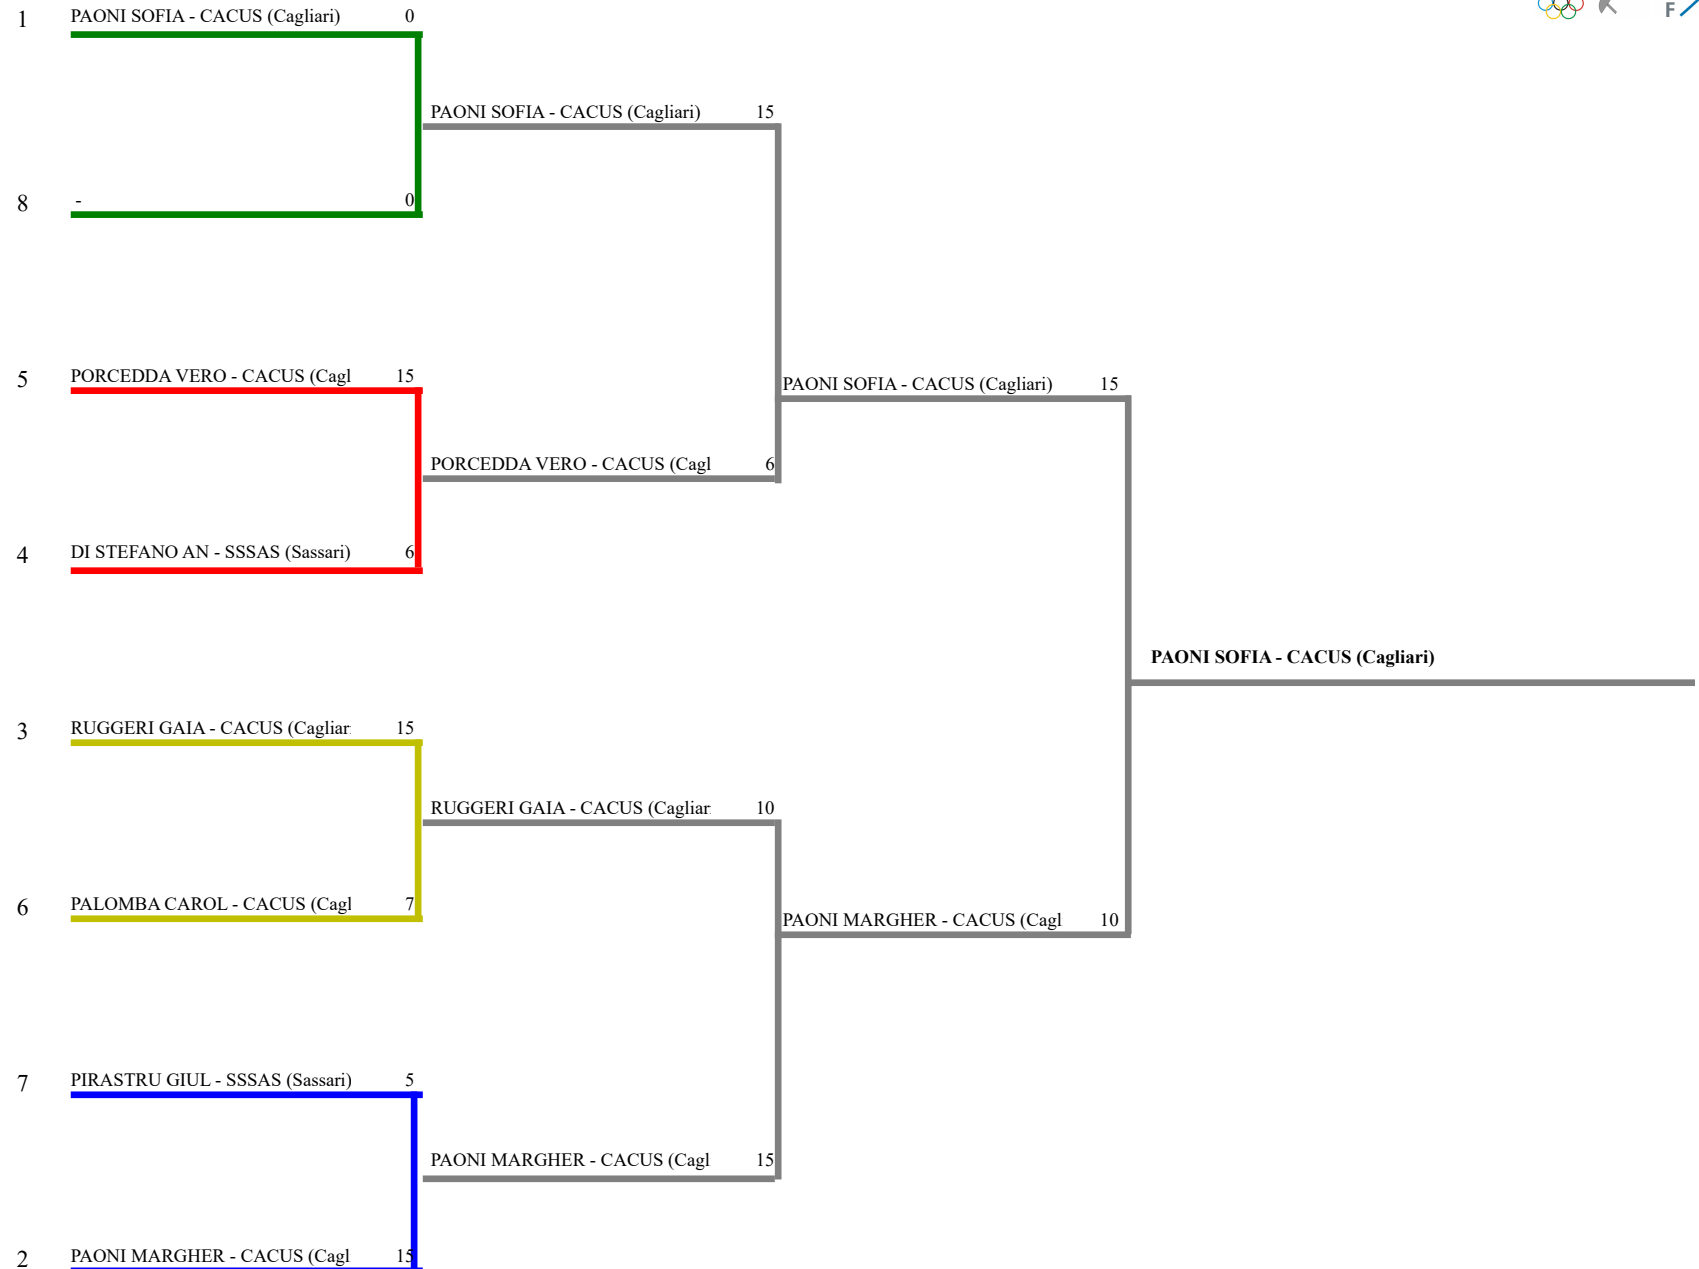 1 PAONI SOFIA - CACUS (Cagliari) 0
PAONI SOFIA - CACUS (Cagliari) 15
8 - 0
5 PORCEDDA VERO - CACUS (Cagl 15
PAONI SOFIA - CACUS (Cagliari) 15
PORCEDDA VERO - CACUS (Cagl 6
4 DI STEFANO AN - SSSAS (Sassari) 6
PAONI SOFIA - CACUS (Cagliari)
3 RUGGERI GAIA - CACUS (Cagliar 15
RUGGERI GAIA - CACUS (Cagliar 10
6 PALOMBA CAROL - CACUS (Cagl 7
PAONI MARGHER - CACUS (Cagl 10
7 PIRASTRU GIUL - SSSAS (Sassari) 5
PAONI MARGHER - CACUS (Cagl 15
2 PAONI MARGHER - CACUS (Cagl 15
F